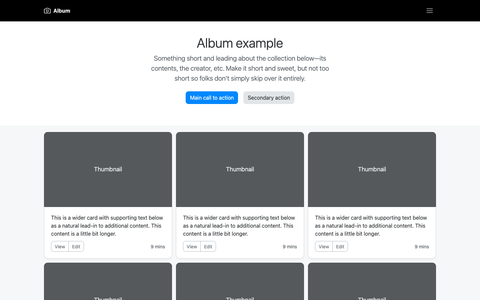 Album
Album example
Something short and leading about the collection below—its
contents, the creator, etc. Make it short and sweet, but not too
short so folks don't simply skip over it entirely.
Main call to action
Secondary action
Thumbnail
Thumbnail
Thumbnail
This is a wider card with supporting text below
as a natural lead-in to additional content. This
content is a little bit longer.
View
Edit
9 mins
This is a wider card with supporting text below
as a natural lead-in to additional content. This
content is a little bit longer.
View
Edit
9 mins
This is a wider card with supporting text below
as a natural lead-in to additional content. This
content is a little bit longer.
View
Edit
9 mins
Thumbnail
Thumbnail
Thumbnail